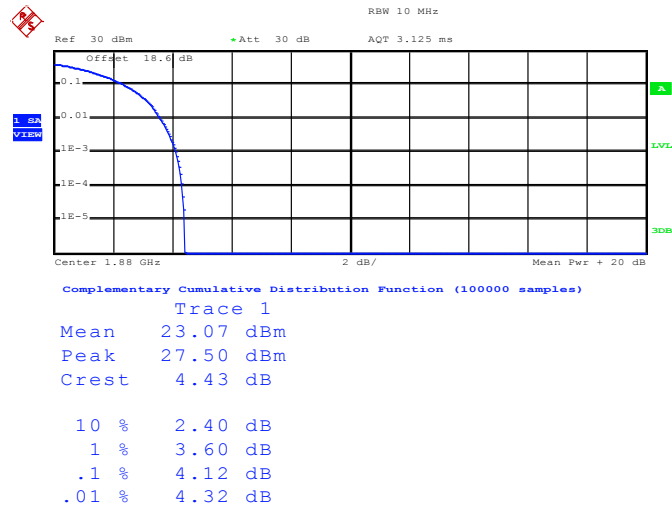 RBW 10 MHz
Ref 30 dBm *Att 30 dB AQT 3.125 ms
Offset 18.6 dB
0.1
A
0.01
1 SA
VIEW
1E-3
LVL
1E-4
1E-5
3DB
Center 1.88 GHz 2 dB/ Mean Pwr + 20 dB
Complementary Cumulative Distribution Function (100000 samples)
Trace 1
Mean 23.07 dBm
Peak 27.50 dBm
Crest 4.43 dB
10 % 2.40 dB
1 % 3.60 dB
.1 % 4.12 dB
.01 % 4.32 dB